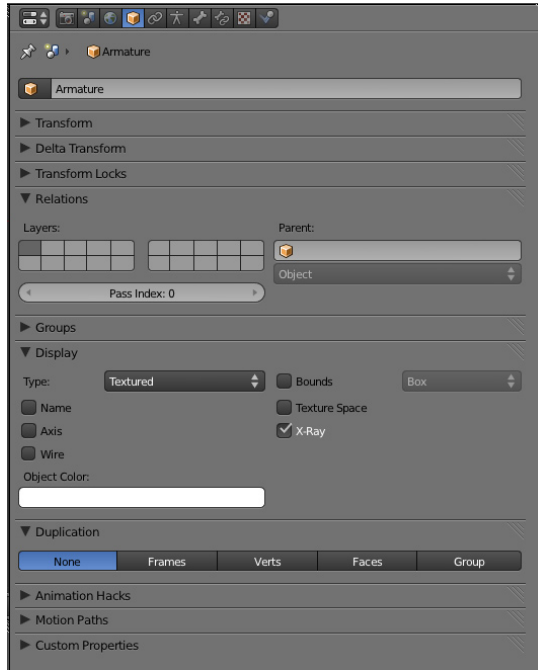 Armature
Armature
Transform
Delta Transform
Transform Locks
Relations
Layers:
Parent:
Object
Pass Index: 0
Groups
Display
Type:
Textured
Bounds
Box
Name
Texture Space
Axis
X-Ray
Wire
Object Color:
Duplication
None
Frames
Verts
Faces
Group
Animation Hacks
Motion Paths
Custom Properties